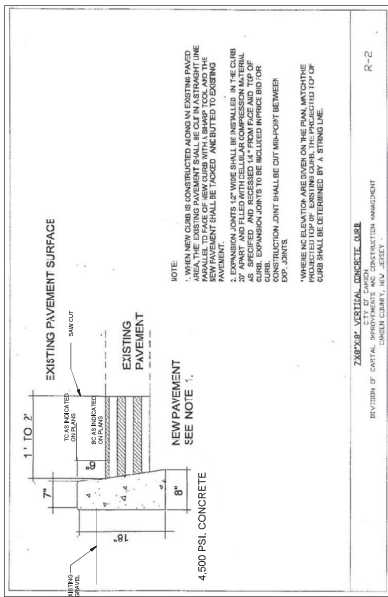 EXISTING PAVEMENT SURFACE
SAW CUT
1' TO 2'
TC AS INDICATED
ON PLANS
BC AS INDICATED
ON PLANS
6"
7"
18"
8"
EXISTING
PAVEMENT
NEW PAVEMENT
SEE NOTE 1.
EXISTING
GRAVEL
4,500 PSI. CONCRETE
NOTE:
1. WHEN NEW CURB IS CONSTRUCTED ALONG AN EXISTING PAVED
AREA, THE EXISTING PAVEMENT SHALL BE CUT IN A STRAIGHT LINE
PARALLEL TO FACE OF NEW CURB WITH A SHARP TOOL AND THE
NEW PAVEMENT SHALL BE TACKED AND BUTTED TO EXISTING
PAVEMENT.
2. EXPANSION JOINTS 1/2" WIDE SHALL BE INSTALLED IN THE CURB
20' APART AND FILLED WITH CELLULAR COMPRESSION MATERIAL
AS SPECIFIED AND RECESSED 1/4" FROM FACE AND TOP OF
CURB. EXPANSION JOINTS TO BE INCLUDED IN PRICE BID FOR
CURB.
CONSTRUCTION JOINT SHALL BE CUT MID-POINT BETWEEN
EXP. JOINTS.
*WHERE NO ELEVATION ARE GIVEN ON THE PLAN, MATCH THE
PROJECTED TOP OF EXISTING CURB. THE PROJECTED TOP OF
CURB SHALL BE DETERMINED BY A STRING LINE.
7"X8"X18" VERTICAL CONCRETE CURB
CITY OF CAMDEN
DIVISION OF CAPITAL IMPROVEMENTS AND CONSTRUCTION MANAGMENT
CAMDEN COUNTY, NEW JERSEY
R-2